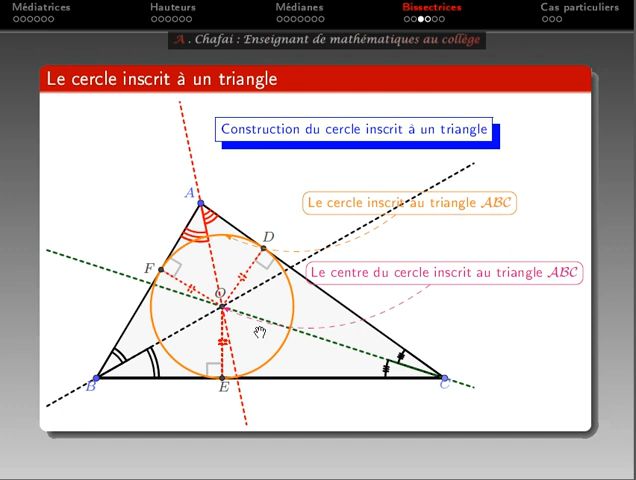 Médiatrices Hauteurs Médianes Bissectrices Cas particuliers
A . Chafai : Enseignant de mathématiques au collège
Le cercle inscrit à un triangle
Construction du cercle inscrit à un triangle
A
Le cercle inscrit au triangle ABC
D
F
Le centre du cercle inscrit au triangle ABC
O
B
E
C